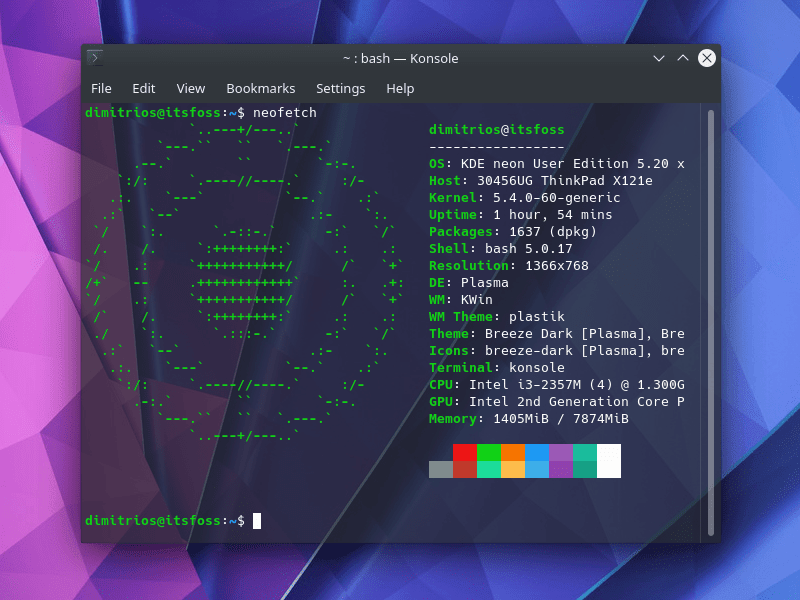 ~ : bash — Konsole
File Edit View Bookmarks Settings Help
dimitrios@itsfoss:~$ neofetch
dimitrios@itsfoss
-----------------
OS: KDE neon User Edition 5.20 x
Host: 30456UG ThinkPad X121e
Kernel: 5.4.0-60-generic
Uptime: 1 hour, 54 mins
Packages: 1637 (dpkg)
Shell: bash 5.0.17
Resolution: 1366x768
DE: Plasma
WM: KWin
WM Theme: plastik
Theme: Breeze Dark [Plasma], Bre
Icons: breeze-dark [Plasma], bre
Terminal: konsole
CPU: Intel i3-2357M (4) @ 1.300G
GPU: Intel 2nd Generation Core P
Memory: 1405MiB / 7874MiB
dimitrios@itsfoss:~$